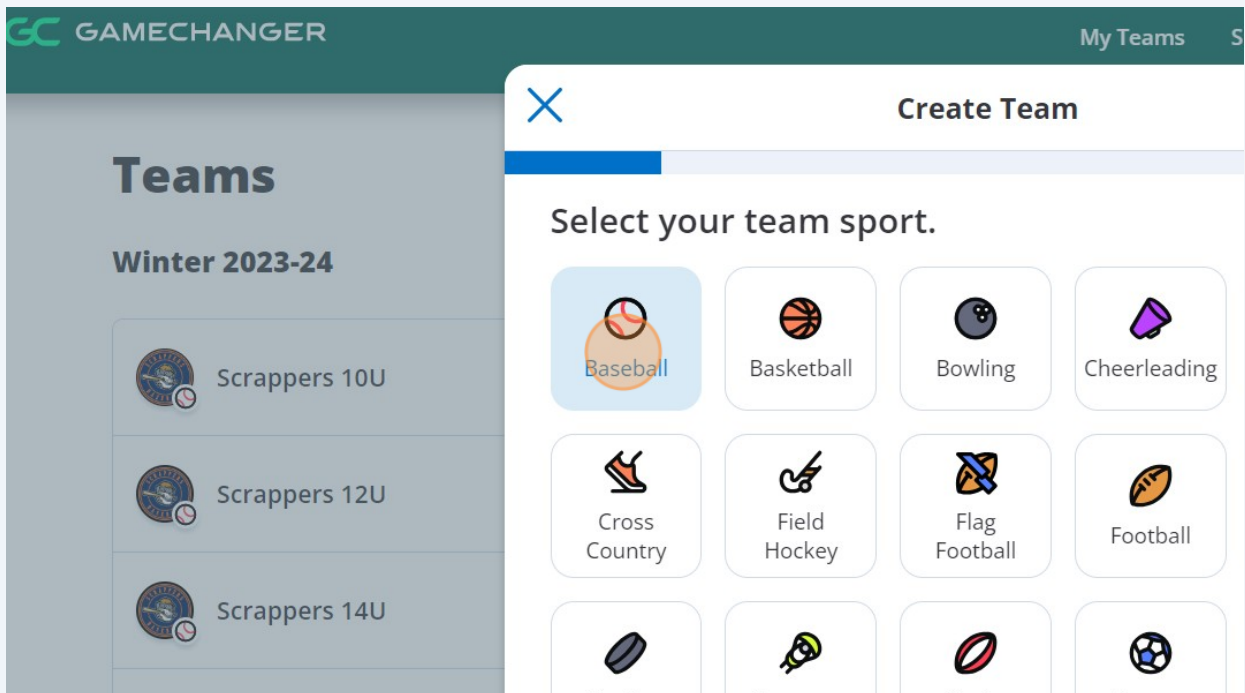 GC GAMECHANGER
My Teams
Create Team
Teams
Winter 2023-24
Scrappers 10U
Scrappers 12U
Scrappers 14U
Select your team sport.
Baseball
Basketball
Bowling
Cheerleading
Cross
Country
Field
Hockey
Flag
Football
Football